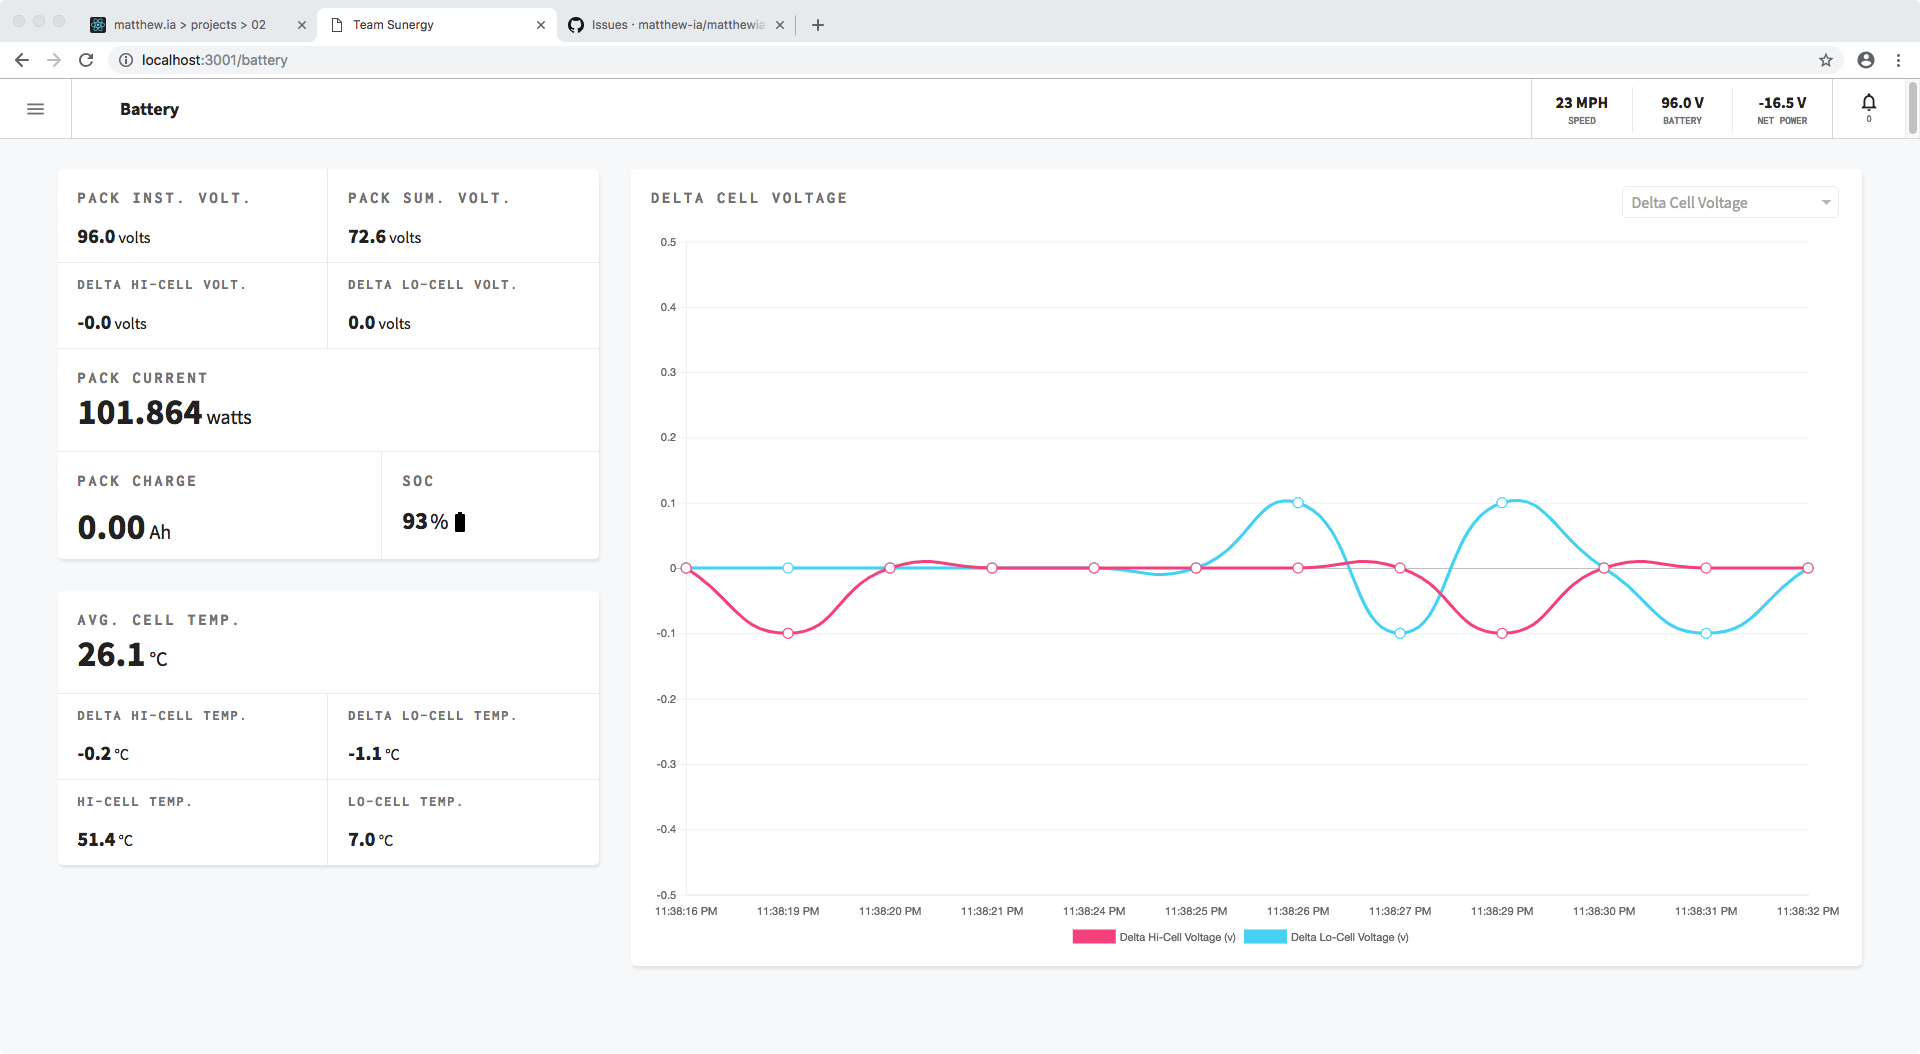 matthew.ia > projects > 02
Team Sunergy
Issues · matthew-ia/matthewia
localhost:3001/battery
Battery
23 MPH
SPEED
96.0 V
BATTERY
-16.5 V
NET POWER
0
PACK INST. VOLT.
96.0 volts
PACK SUM. VOLT.
72.6 volts
DELTA HI-CELL VOLT.
-0.0 volts
DELTA LO-CELL VOLT.
0.0 volts
PACK CURRENT
101.864 watts
PACK CHARGE
0.00 Ah
SOC
93%
AVG. CELL TEMP.
26.1 °C
DELTA HI-CELL TEMP.
-0.2 °C
DELTA LO-CELL TEMP.
-1.1 °C
HI-CELL TEMP.
51.4 °C
LO-CELL TEMP.
7.0 °C
DELTA CELL VOLTAGE
Delta Cell Voltage
0.5
0.4
0.3
0.2
0.1
0
-0.1
-0.2
-0.3
-0.4
-0.5
11:38:16 PM 11:38:19 PM 11:38:20 PM 11:38:21 PM 11:38:24 PM 11:38:25 PM 11:38:26 PM 11:38:27 PM 11:38:29 PM 11:38:30 PM 11:38:31 PM 11:38:32 PM
Delta Hi-Cell Voltage (v) Delta Lo-Cell Voltage (v)